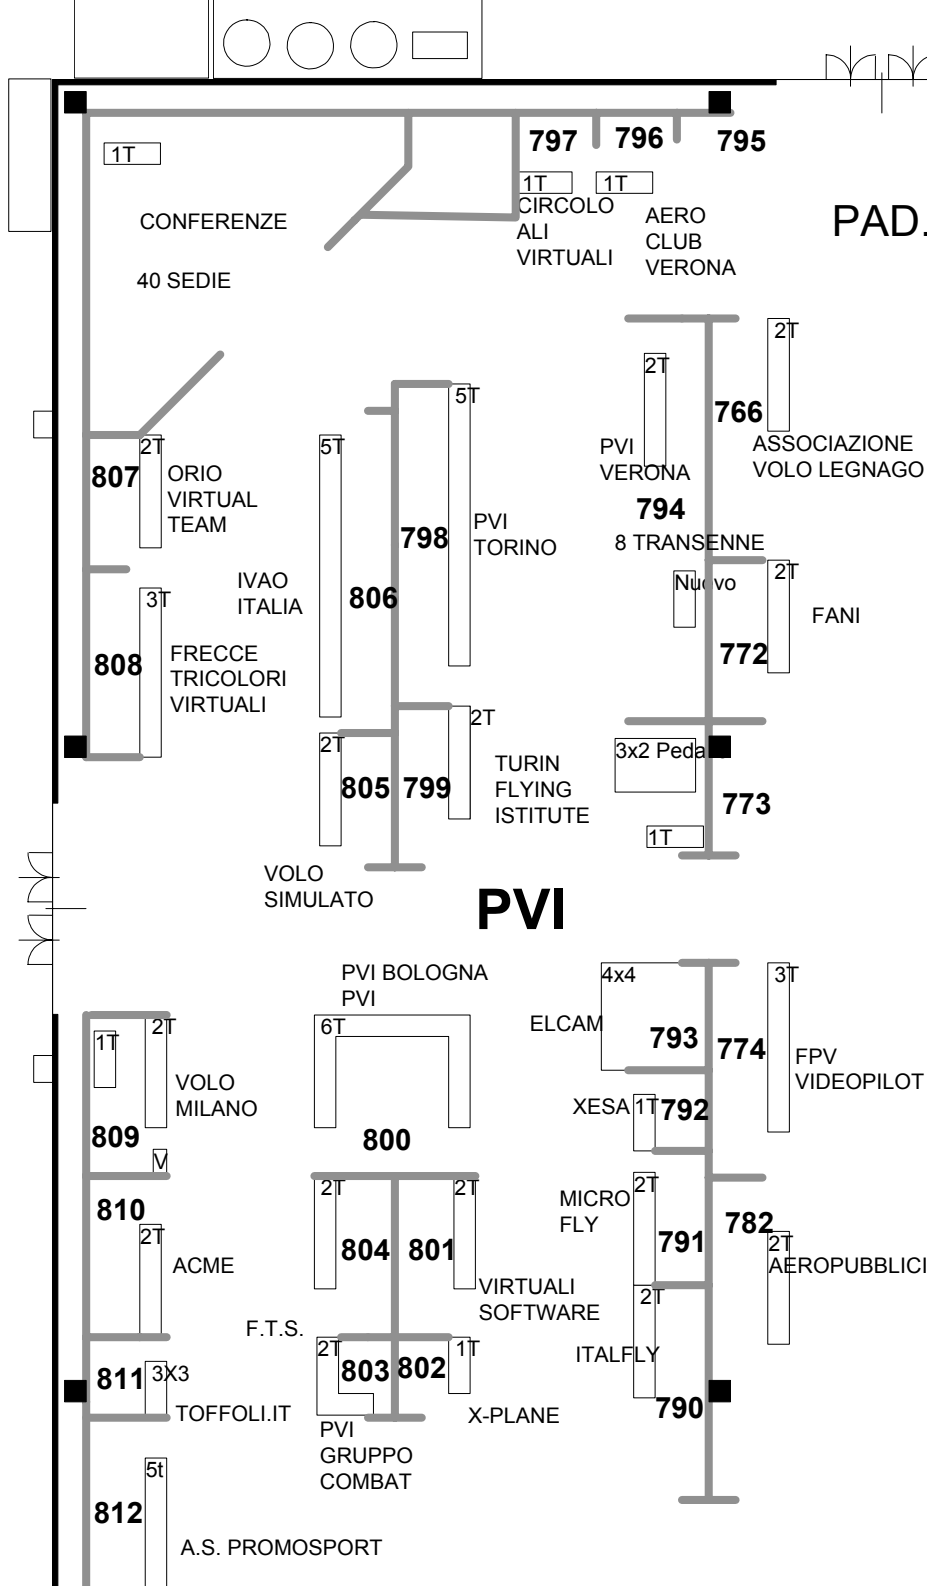 797
796
795
1T
1T
1T
CIRCOLO
ALI
VIRTUALI
AERO
CLUB
VERONA
PAD.
CONFERENZE
40 SEDIE
2T
2T
766
ASSOCIAZIONE
VOLO LEGNAGO
PVI
VERONA
794
8 TRANSENNE
Nuovo
2T
FANI
772
5T
798
PVI
TORINO
5T
806
IVAO
ITALIA
2T
807
ORIO
VIRTUAL
TEAM
3T
808
FRECCE
TRICOLORI
VIRTUALI
2T
805
799
2T
TURIN
FLYING
ISTITUTE
VOLO
SIMULATO
3x2 Peda
773
1T
PVI
PVI BOLOGNA
PVI
6T
800
4x4
ELCAM
793
774
3T
FPV
VIDEOPILOT
XESA
1T
792
2T
1T
VOLO
MILANO
809
V
810
2T
ACME
2T
804
801
2T
VIRTUALI
SOFTWARE
F.T.S.
MICRO
FLY
2T
791
782
2T
AEROPUBBLICI
2T
ITALFLY
790
2T
803
802
1T
X-PLANE
PVI
GRUPPO
COMBAT
811
3X3
TOFFOLI.IT
5t
812
A.S. PROMOSPORT